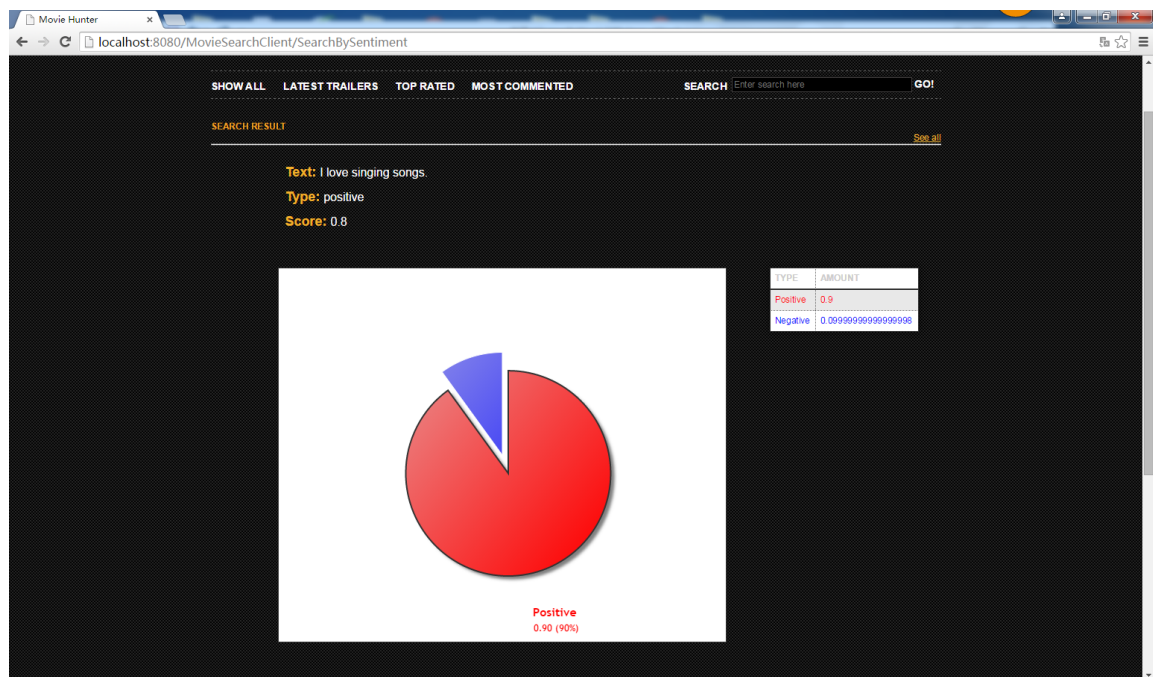 Movie Hunter
localhost:8080/MovieSearchClient/SearchBySentiment
SHOW ALL LATEST TRAILERS TOP RATED MOST COMMENTED SEARCH Enter search here GO!
SEARCH RESULT
See all
Text: I love singing songs.
Type: positive
Score: 0.8
TYPE AMOUNT
Positive 0.9
Negative 0.09999999999999998
Positive
0.90 (90%)